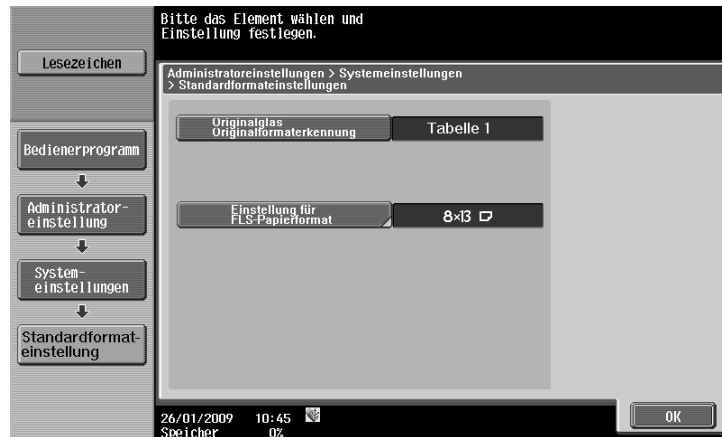 Bitte das Element wählen und
Einstellung festlegen.
Lesezeichen
Administratoreinstellungen > Systemeinstellungen
> Standardformateinstellungen
Originalglas
Originalformaterkennung
Tabelle 1
Bedienerprogramm
Administrator-
einstellung
Einstellung für
FLS-Papierformat
8×13
System-
einstellungen
Standardformat-
einstellung
26/01/2009 10:45
Speicher 0%
OK